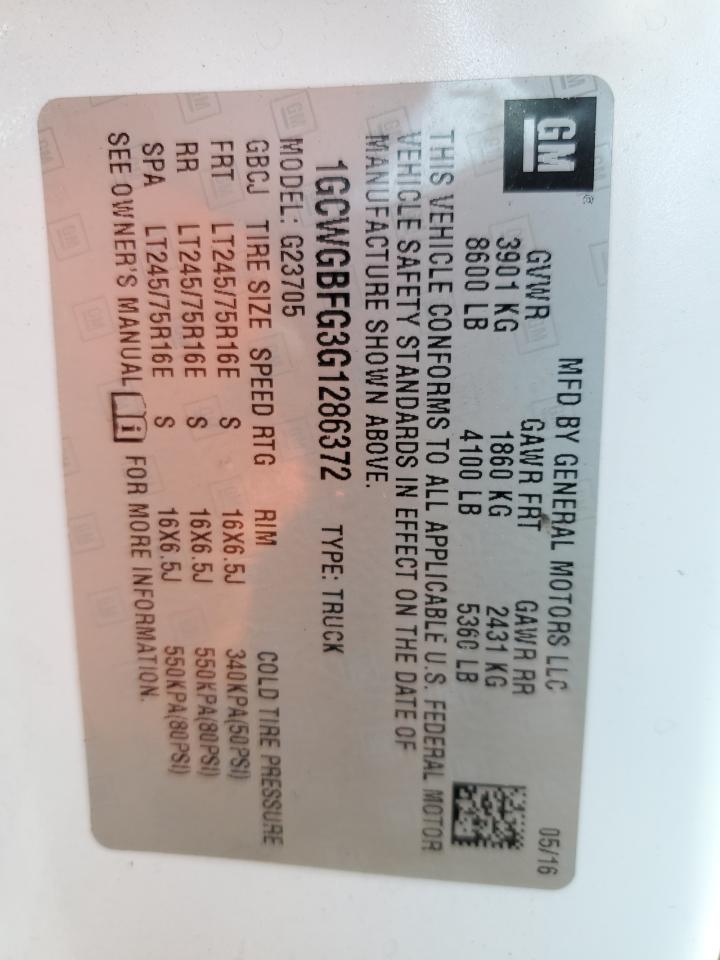 GM
MFD BY GENERAL MOTORS LLC 05/16
GVWR GAWR FRT GAWR RR
3901 KG 1860 KG 2431 KG
8600 LB 4100 LB 5360 LB
THIS VEHICLE CONFORMS TO ALL APPLICABLE U.S. FEDERAL MOTOR
VEHICLE SAFETY STANDARDS IN EFFECT ON THE DATE OF
MANUFACTURE SHOWN ABOVE.
1GCWGBFG3G1286372 TYPE: TRUCK
MODEL: G23705
GBCJ TIRE SIZE SPEED RTG RIM COLD TIRE PRESSURE
FRT LT245/75R16E S 16X6.5J 340KPA(50PSI)
RR LT245/75R16E S 16X6.5J 550KPA(80PSI)
SPA LT245/75R16E S 16X6.5J 550KPA(80PSI)
SEE OWNER'S MANUAL i FOR MORE INFORMATION.